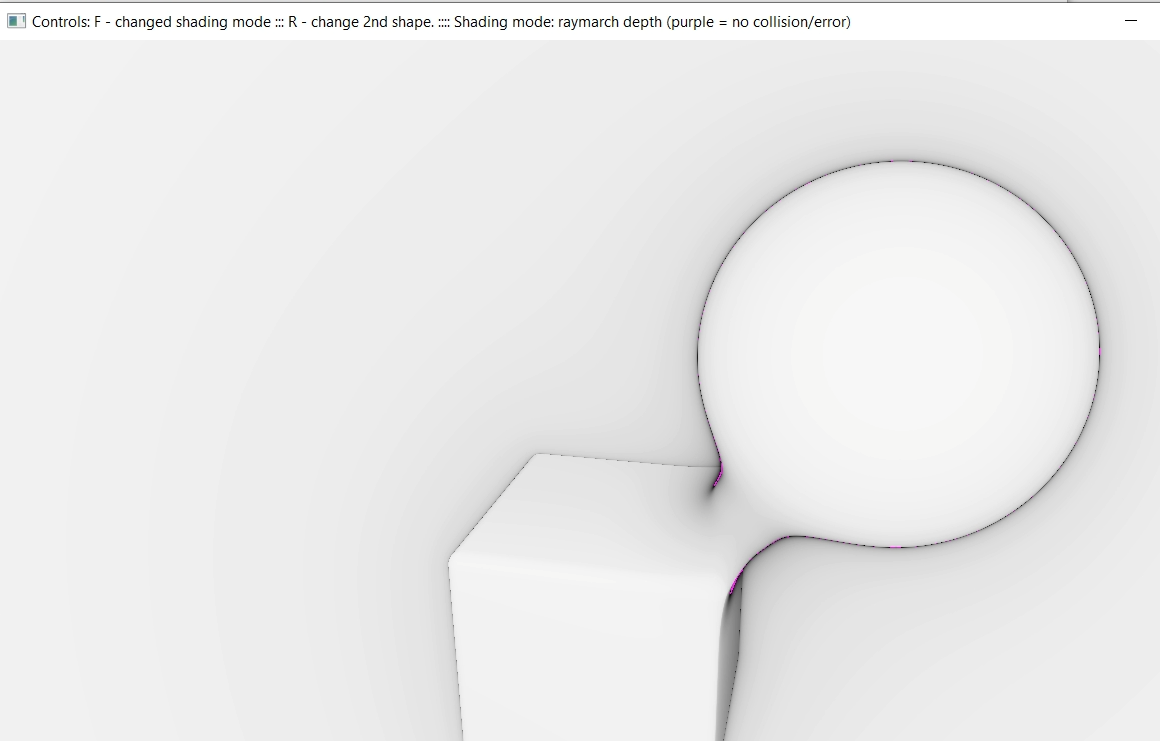 Controls: F - changed shading mode ::: R - change 2nd shape. :::: Shading mode: raymarch depth (purple = no collision/error)